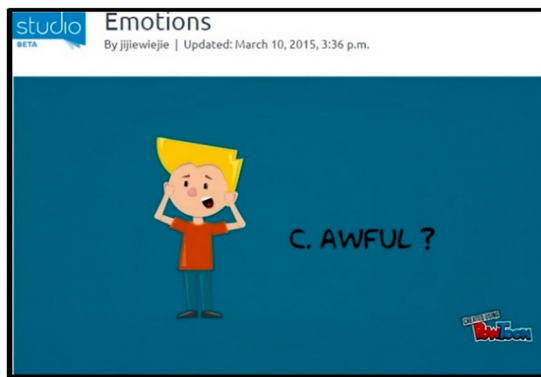 studio
BETA
Emotions
By jijiewiejie | Updated: March 10, 2015, 3:36 p.m.
C. AWFUL ?
CREATED USING
POWTOON